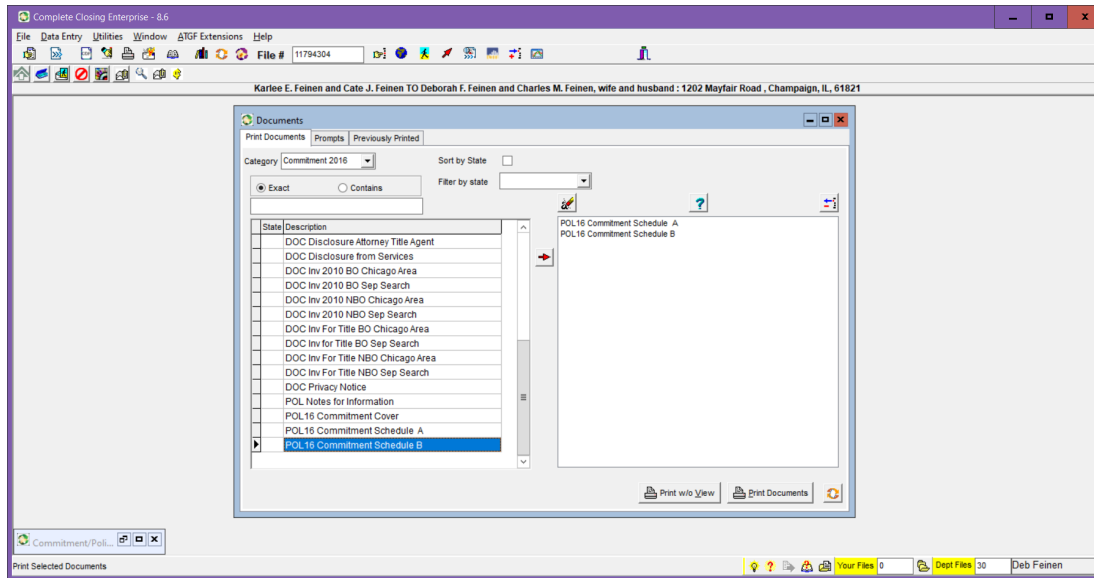 Complete Closing Enterprise - 8.6
File Data Entry Utilities Window ATGF Extensions Help
File # 11794304
Karlee E. Feinen and Cate J. Feinen TO Deborah F. Feinen and Charles M. Feinen, wife and husband : 1202 Mayfair Road , Champaign, IL, 61821
Documents
Print Documents Prompts Previously Printed
Category Commitment 2016 Sort by State
Exact Contains Filter by state
State Description
DOC Disclosure Attorney Title Agent
DOC Disclosure from Services
DOC Inv 2010 BO Chicago Area
DOC Inv 2010 BO Sep Search
DOC Inv 2010 NBO Chicago Area
DOC Inv 2010 NBO Sep Search
DOC Inv For Title BO Chicago Area
DOC Inv for Title BO Sep Search
DOC Inv For Title NBO Chicago Area
DOC Inv For Title NBO Sep Search
DOC Privacy Notice
POL Notes for Information
POL16 Commitment Cover
POL16 Commitment Schedule A
POL16 Commitment Schedule B
POL16 Commitment Schedule A
POL16 Commitment Schedule B
Print w/o View Print Documents
Commitment/Poli...
Print Selected Documents Your Files 0 Dept Files 30 Deb Feinen